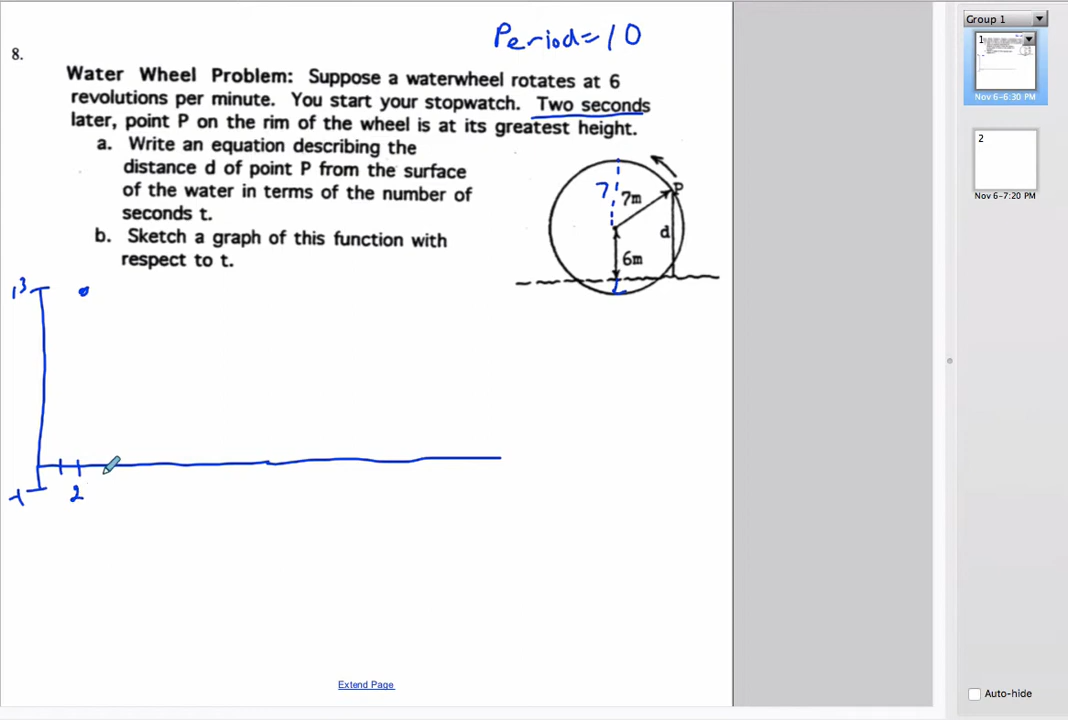 Period=10
8.
Water Wheel Problem: Suppose a waterwheel rotates at 6
revolutions per minute. You start your stopwatch. Two seconds
later, point P on the rim of the wheel is at its greatest height.
a. Write an equation describing the
distance d of point P from the surface
of the water in terms of the number of
seconds t.
b. Sketch a graph of this function with
respect to t.
P
7
7m
d
6m
13
2
-1
Extend Page
Group 1
1
Nov 6-6:30 PM
2
Nov 6-7:20 PM
Auto-hide